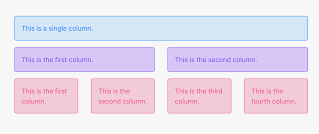 This is a single column.
This is the first column.
This is the second column.
This is the first
column.
This is the
second column.
This is the third
column.
This is the
fourth column.